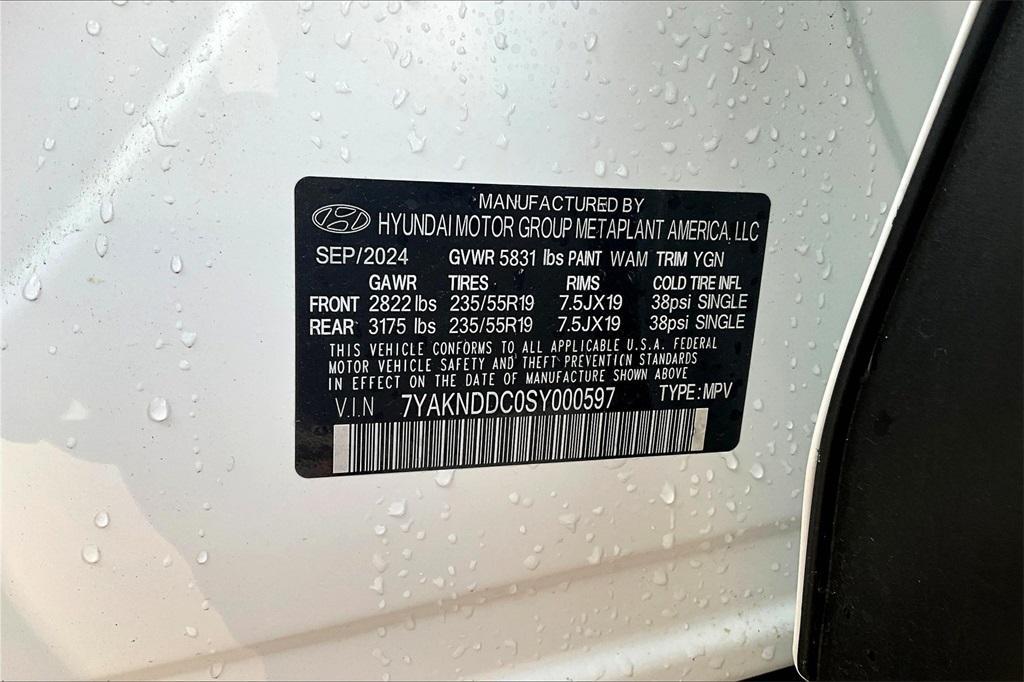 MANUFACTURED BY
HYUNDAI MOTOR GROUP METAPLANT AMERICA, LLC
SEP/2024 GVWR 5831 lbs PAINT WAM TRIM YGN
GAWR TIRES RIMS COLD TIRE INFL
FRONT 2822 lbs 235/55R19 7.5JX19 38psi SINGLE
REAR 3175 lbs 235/55R19 7.5JX19 38psi SINGLE
THIS VEHICLE CONFORMS TO ALL APPLICABLE U.S.A. FEDERAL
MOTOR VEHICLE SAFETY AND THEFT PREVENTION STANDARDS
IN EFFECT ON THE DATE OF MANUFACTURE SHOWN ABOVE
V.I.N 7YAKNDDC0SY000597 TYPE:MPV